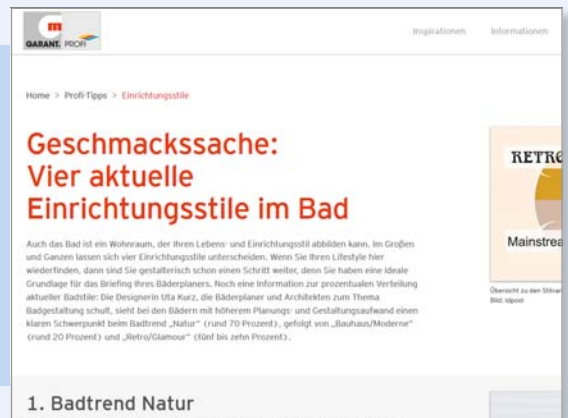 GARANT. PROFI
Inspirationen Informationen
Home > Profi-Tipps > Einrichtungsstile
Geschmackssache:
Vier aktuelle
Einrichtungsstile im Bad
Auch das Bad ist ein Wohnraum, der Ihren Lebens- und Einrichtungsstil abbilden kann. Im Großen
und Ganzen lassen sich vier Einrichtungsstile unterscheiden. Wenn Sie Ihren Lifestyle hier
wiederfinden, dann sind Sie gestalterisch schon einen Schritt weiter, denn Sie haben eine ideale
Grundlage für das Briefing Ihres Bäderplaners. Noch eine Information zur prozentualen Verteilung
aktueller Badstile: Die Designerin Uta Kurz, die Bäderplaner und Architekten zum Thema
Badgestaltung schult, sieht bei den Bädern mit höherem Planungs- und Gestaltungsaufwand einen
klaren Schwerpunkt beim Badtrend „Natur“ (rund 70 Prozent), gefolgt von „Bauhaus/Moderne“
(rund 20 Prozent) und „Retro/Glamour“ (fünf bis zehn Prozent).
RETRO
Mainstrea
Übersicht zu den Stilvar
Bild: idpool
1. Badtrend Natur